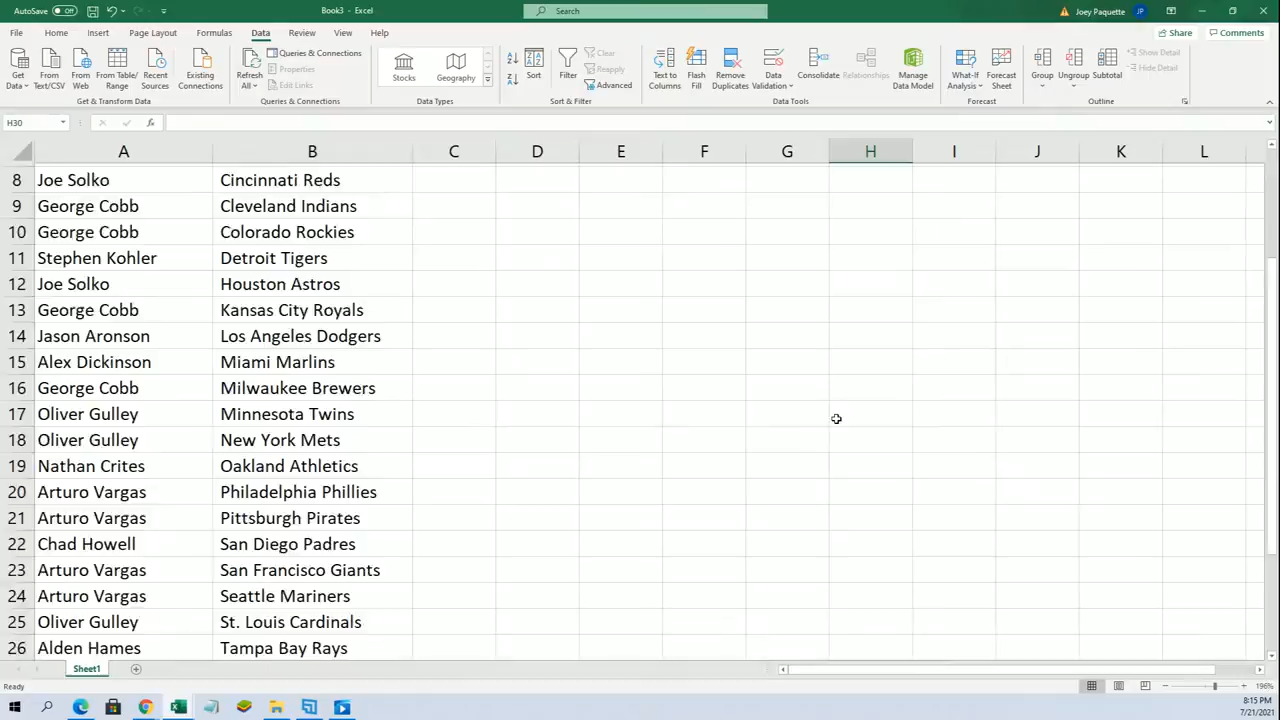 AutoSave Off Book3 - Excel Search Joey Paquette JP
File Home Insert Page Layout Formulas Data Review View Help Share Comments
Get Data From Text/CSV From Web From Table/ Range Recent Sources Existing Connections
Get & Transform Data
Refresh All Queries & Connections Properties Edit Links
Queries & Connections
Stocks Geography
Data Types
Sort Filter Clear Reapply Advanced
Sort & Filter
Text to Columns Flash Fill Remove Duplicates Data Validation Consolidate Relationships Manage Data Model
Data Tools
What-If Analysis Forecast Sheet
Forecast
Group Ungroup Subtotal Show Detail Hide Detail
Outline
H30 fx
A B C D E F G H I J K L
8 Joe Solko Cincinnati Reds
9 George Cobb Cleveland Indians
10 George Cobb Colorado Rockies
11 Stephen Kohler Detroit Tigers
12 Joe Solko Houston Astros
13 George Cobb Kansas City Royals
14 Jason Aronson Los Angeles Dodgers
15 Alex Dickinson Miami Marlins
16 George Cobb Milwaukee Brewers
17 Oliver Gulley Minnesota Twins
18 Oliver Gulley New York Mets
19 Nathan Crites Oakland Athletics
20 Arturo Vargas Philadelphia Phillies
21 Arturo Vargas Pittsburgh Pirates
22 Chad Howell San Diego Padres
23 Arturo Vargas San Francisco Giants
24 Arturo Vargas Seattle Mariners
25 Oliver Gulley St. Louis Cardinals
26 Alden Hames Tampa Bay Rays
Sheet1
Ready 196%
8:15 PM
7/21/2021